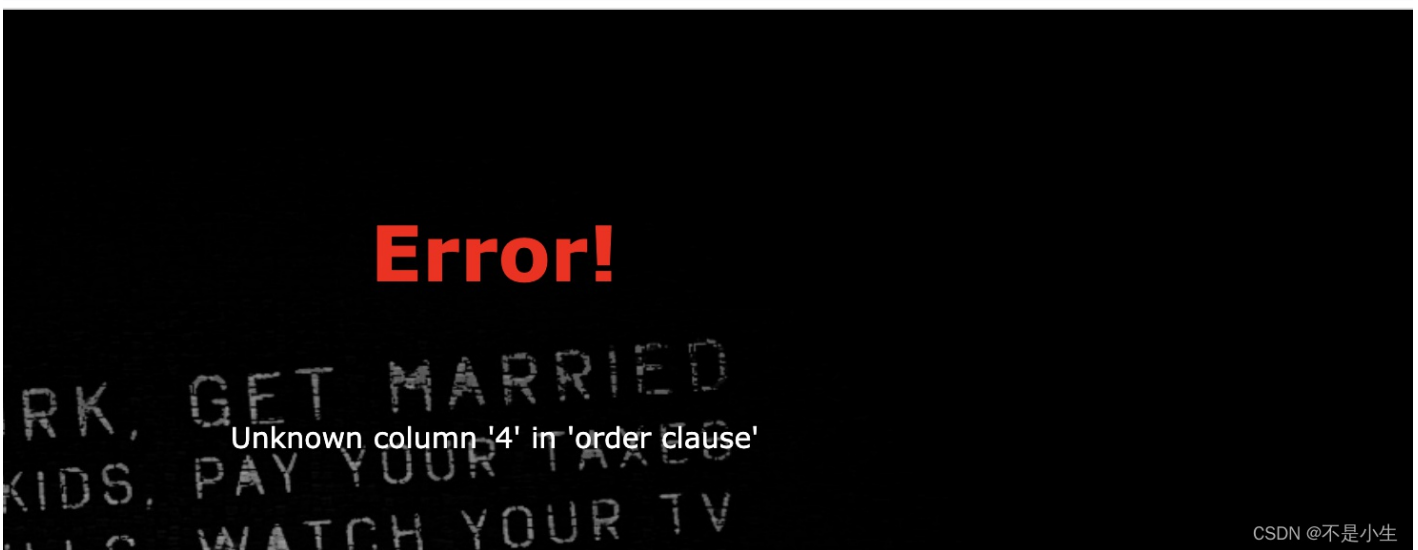 Error!
RK, GET MARRIED
Unknown column '4' in 'order clause'
KIDS, PAY YOUR TAXES
WATCH YOUR TV
CSDN @不是小生